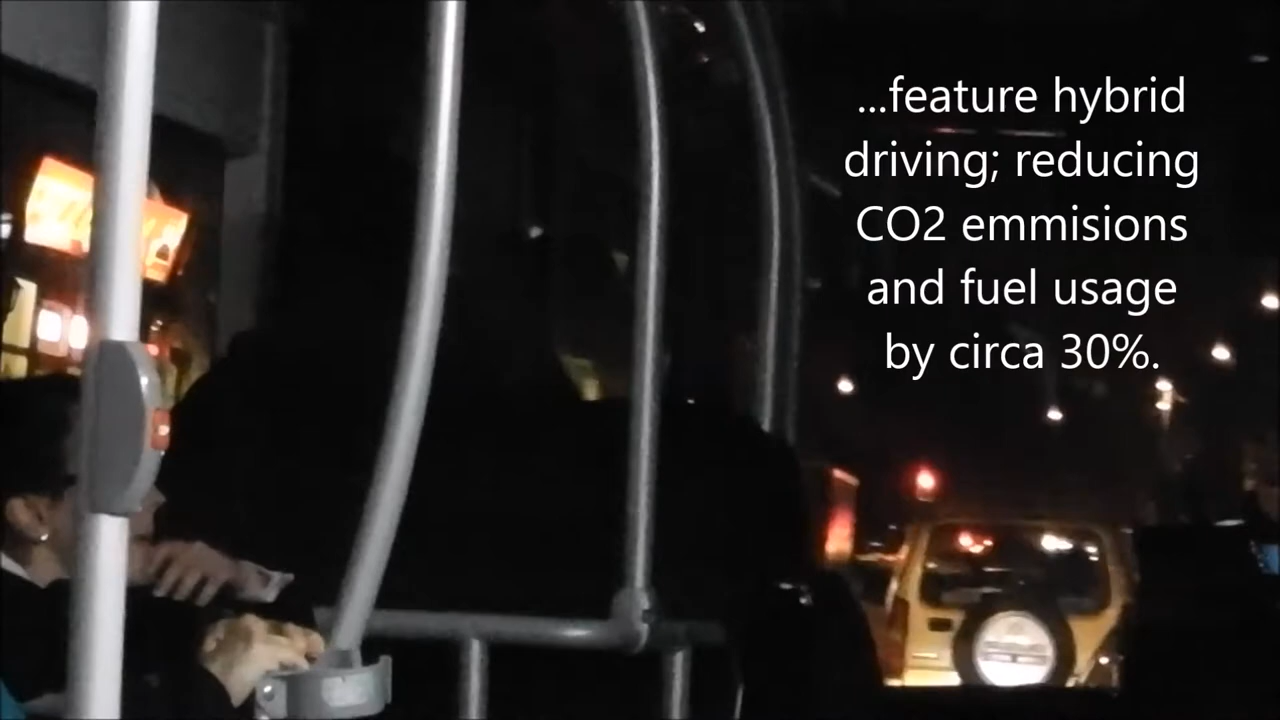 ...feature hybrid
driving; reducing
CO2 emmisions
and fuel usage
by circa 30%.